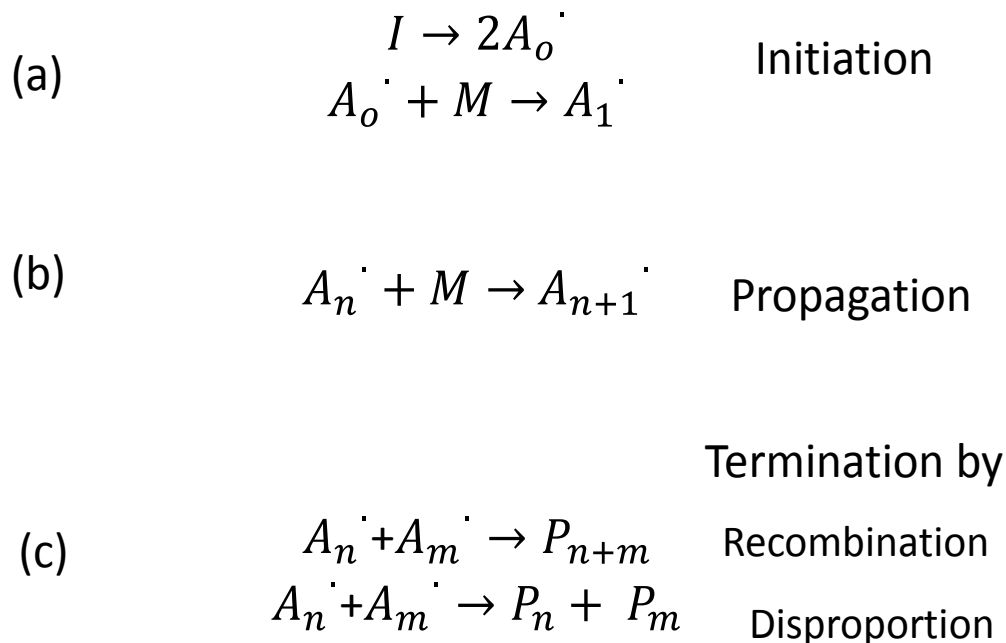 (a) I → 2A_o˙ Initiation
A_o˙ + M → A_1˙
(b) A_n˙ + M → A_{n+1}˙ Propagation
Termination by
(c) A_n˙+A_m˙ → P_{n+m} Recombination
A_n˙+A_m˙ → P_n + P_m Disproportion